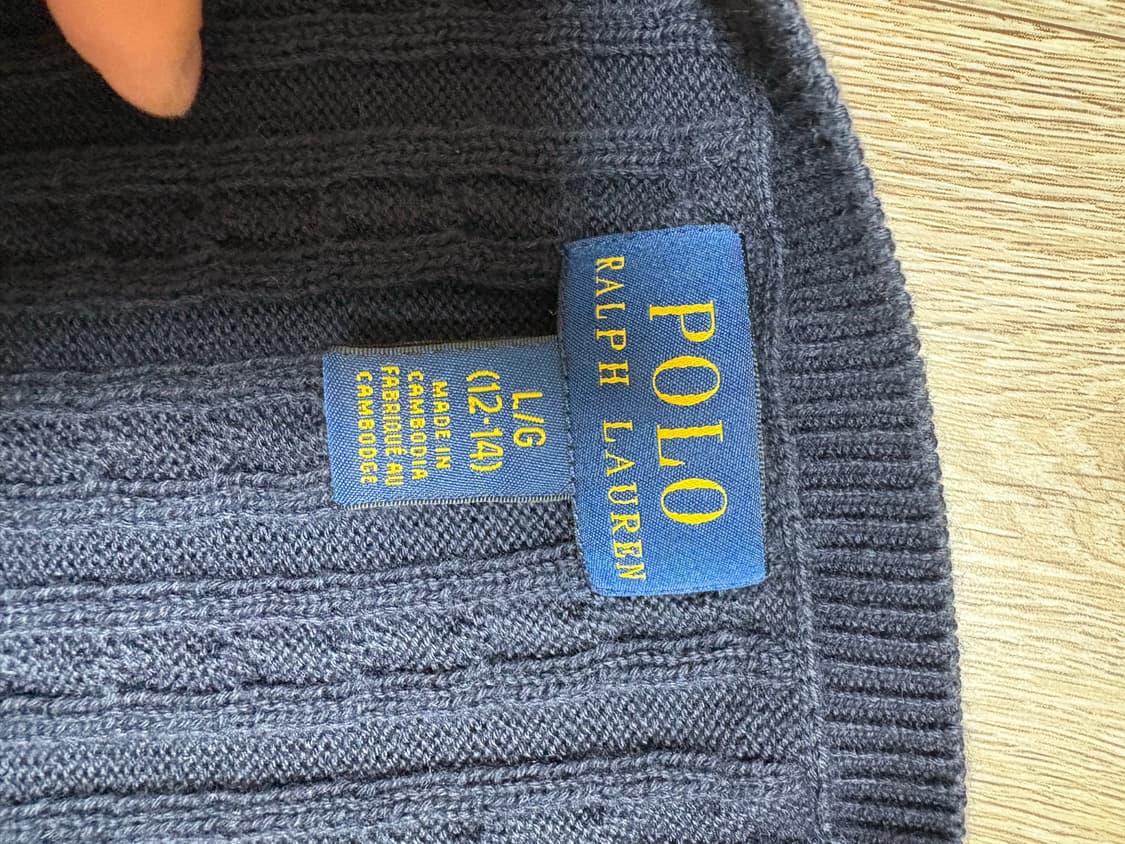 POLO
RALPH LAUREN
L/G
(12-14)
MADE IN
CAMBODIA
FABRIQUÉ AU
CAMBODGE